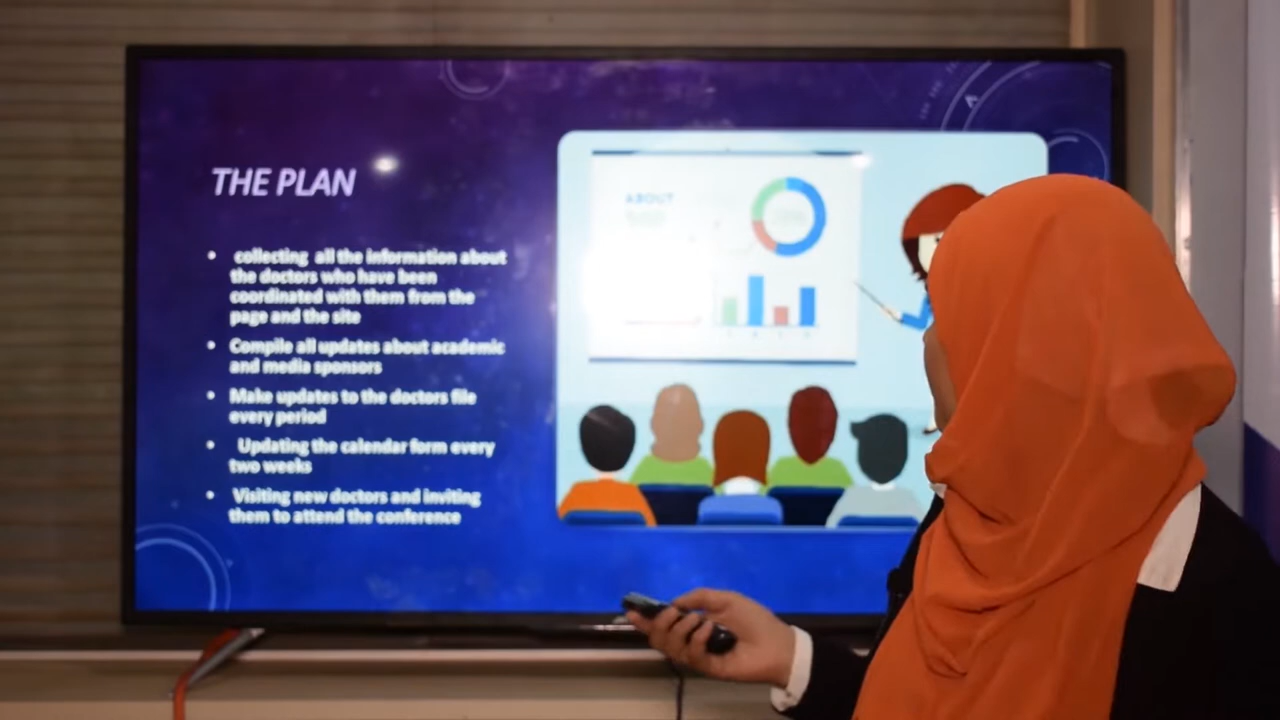 THE PLAN
• collecting all the information about
the doctors who have been
coordinated with them from the
page and the site
• Compile all updates about academic
and media sponsors
• Make updates to the doctors file
every period
• Updating the calendar form every
two weeks
• Visiting new doctors and inviting
them to attend the conference
ABOUT